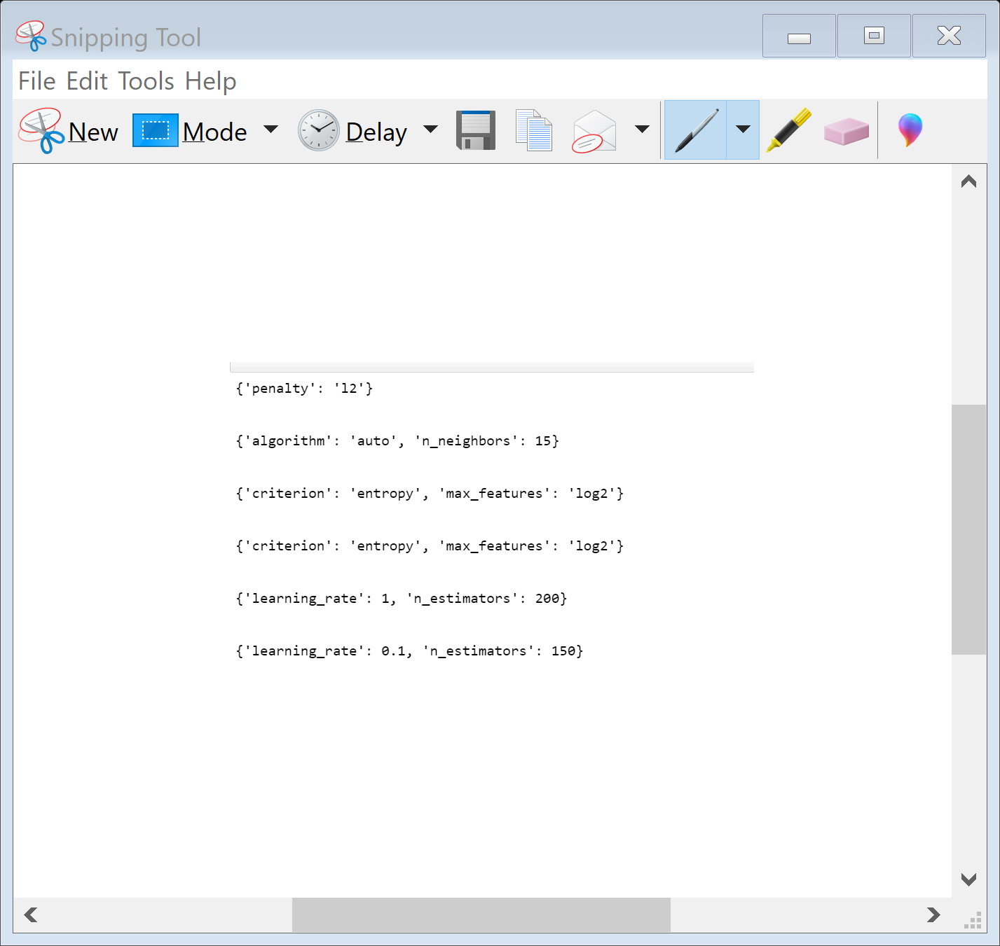 Snipping Tool
File Edit Tools Help
New Mode Delay
{'penalty': 'l2'}
{'algorithm': 'auto', 'n_neighbors': 15}
{'criterion': 'entropy', 'max_features': 'log2'}
{'criterion': 'entropy', 'max_features': 'log2'}
{'learning_rate': 1, 'n_estimators': 200}
{'learning_rate': 0.1, 'n_estimators': 150}